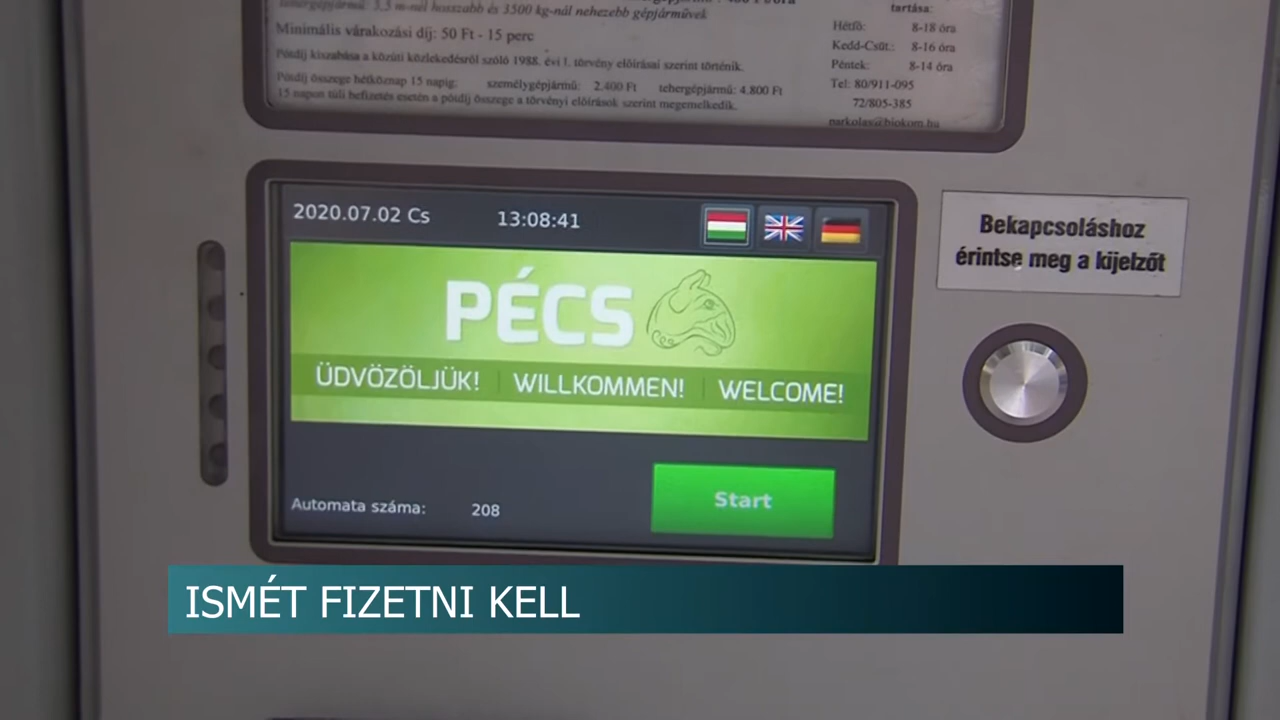 tehergépjármű: 3,5 m-nél hosszabb és 3500 kg-nál nehezebb gépjárművek
Minimális várakozási díj: 50 Ft - 15 perc
Pótdíj kiszabása a közúti közlekedésről szóló 1988. évi I. törvény előírásai szerint történik.
Pótdíj összege hétköznap 15 napig: személygépjármű: 2.400 Ft tehergépjármű: 4.800 Ft
15 napon túli befizetés esetén a pótdíj összege a törvényi előírások szerint megemelkedik.
tartása:
Hétfő: 8-18 óra
Kedd-Csüt.: 8-16 óra
Péntek: 8-14 óra
Tel: 80/911-095
72/805-385
parkolas@biokom.hu
2020.07.02 Cs 13:08:41
PÉCS
ÜDVÖZÖLJÜK! WILLKOMMEN! WELCOME!
Automata száma: 208
Start
Bekapcsoláshoz
érintse meg a kijelzőt
ISMÉT FIZETNI KELL